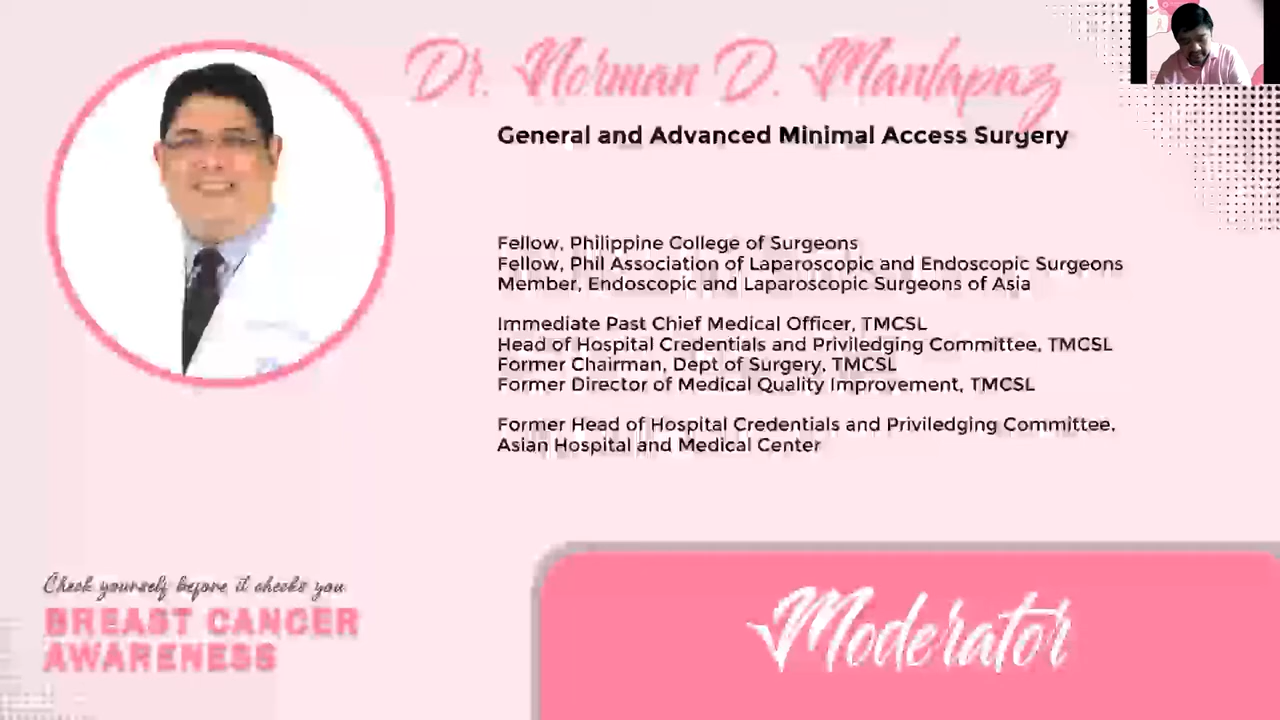 Dr. Norman D. Manlapaz
General and Advanced Minimal Access Surgery
Fellow, Philippine College of Surgeons
Fellow, Phil Association of Laparoscopic and Endoscopic Surgeons
Member, Endoscopic and Laparoscopic Surgeons of Asia
Immediate Past Chief Medical Officer, TMCSL
Head of Hospital Credentials and Priviledging Committee, TMCSL
Former Chairman, Dept of Surgery, TMCSL
Former Director of Medical Quality Improvement, TMCSL
Former Head of Hospital Credentials and Priviledging Committee,
Asian Hospital and Medical Center
Check yourself before it checks you
BREAST CANCER
AWARENESS
Moderator